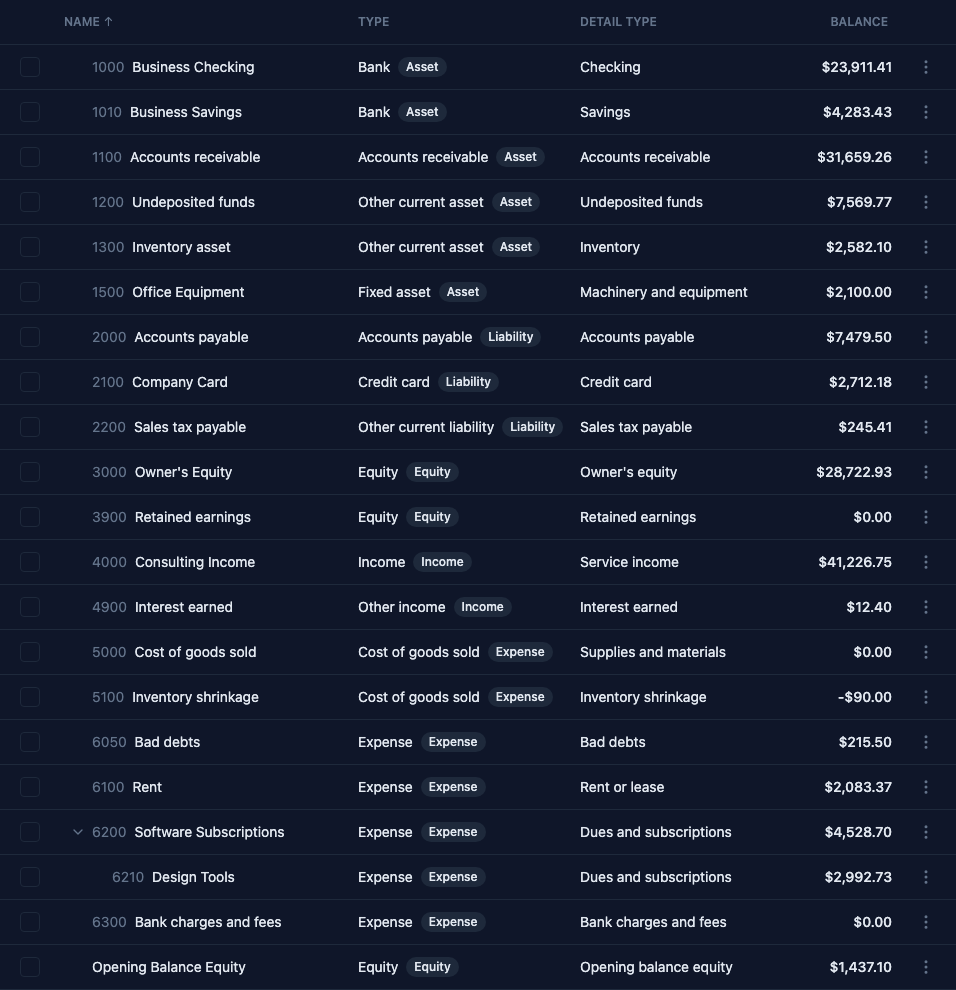 NAME ↑ TYPE DETAIL TYPE BALANCE
1000 Business Checking Bank Asset Checking $23,911.41
1010 Business Savings Bank Asset Savings $4,283.43
1100 Accounts receivable Accounts receivable Asset Accounts receivable $31,659.26
1200 Undeposited funds Other current asset Asset Undeposited funds $7,569.77
1300 Inventory asset Other current asset Asset Inventory $2,582.10
1500 Office Equipment Fixed asset Asset Machinery and equipment $2,100.00
2000 Accounts payable Accounts payable Liability Accounts payable $7,479.50
2100 Company Card Credit card Liability Credit card $2,712.18
2200 Sales tax payable Other current liability Liability Sales tax payable $245.41
3000 Owner's Equity Equity Equity Owner's equity $28,722.93
3900 Retained earnings Equity Equity Retained earnings $0.00
4000 Consulting Income Income Income Service income $41,226.75
4900 Interest earned Other income Income Interest earned $12.40
5000 Cost of goods sold Cost of goods sold Expense Supplies and materials $0.00
5100 Inventory shrinkage Cost of goods sold Expense Inventory shrinkage -$90.00
6050 Bad debts Expense Expense Bad debts $215.50
6100 Rent Expense Expense Rent or lease $2,083.37
6200 Software Subscriptions Expense Expense Dues and subscriptions $4,528.70
6210 Design Tools Expense Expense Dues and subscriptions $2,992.73
6300 Bank charges and fees Expense Expense Bank charges and fees $0.00
Opening Balance Equity Equity Equity Opening balance equity $1,437.10